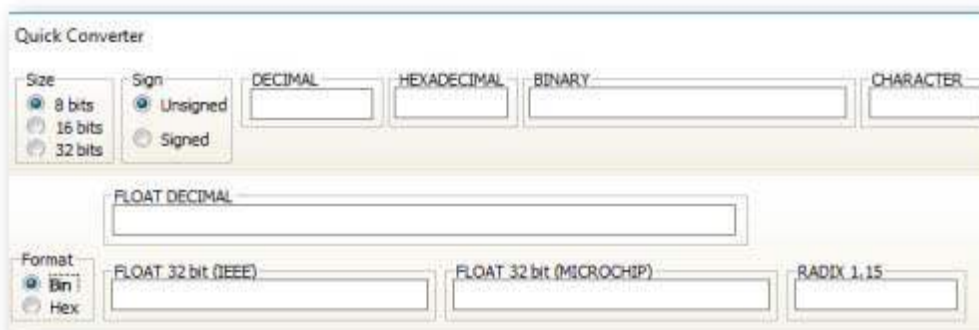 Quick Converter
Size Sign DECIMAL HEXADECIMAL BINARY CHARACTER
8 bits Unsigned
16 bits
Signed
32 bits
FLOAT DECIMAL
Format
FLOAT 32 bit (IEEE) FLOAT 32 bit (MICROCHIP) RADIX 1.15
Bin
Hex